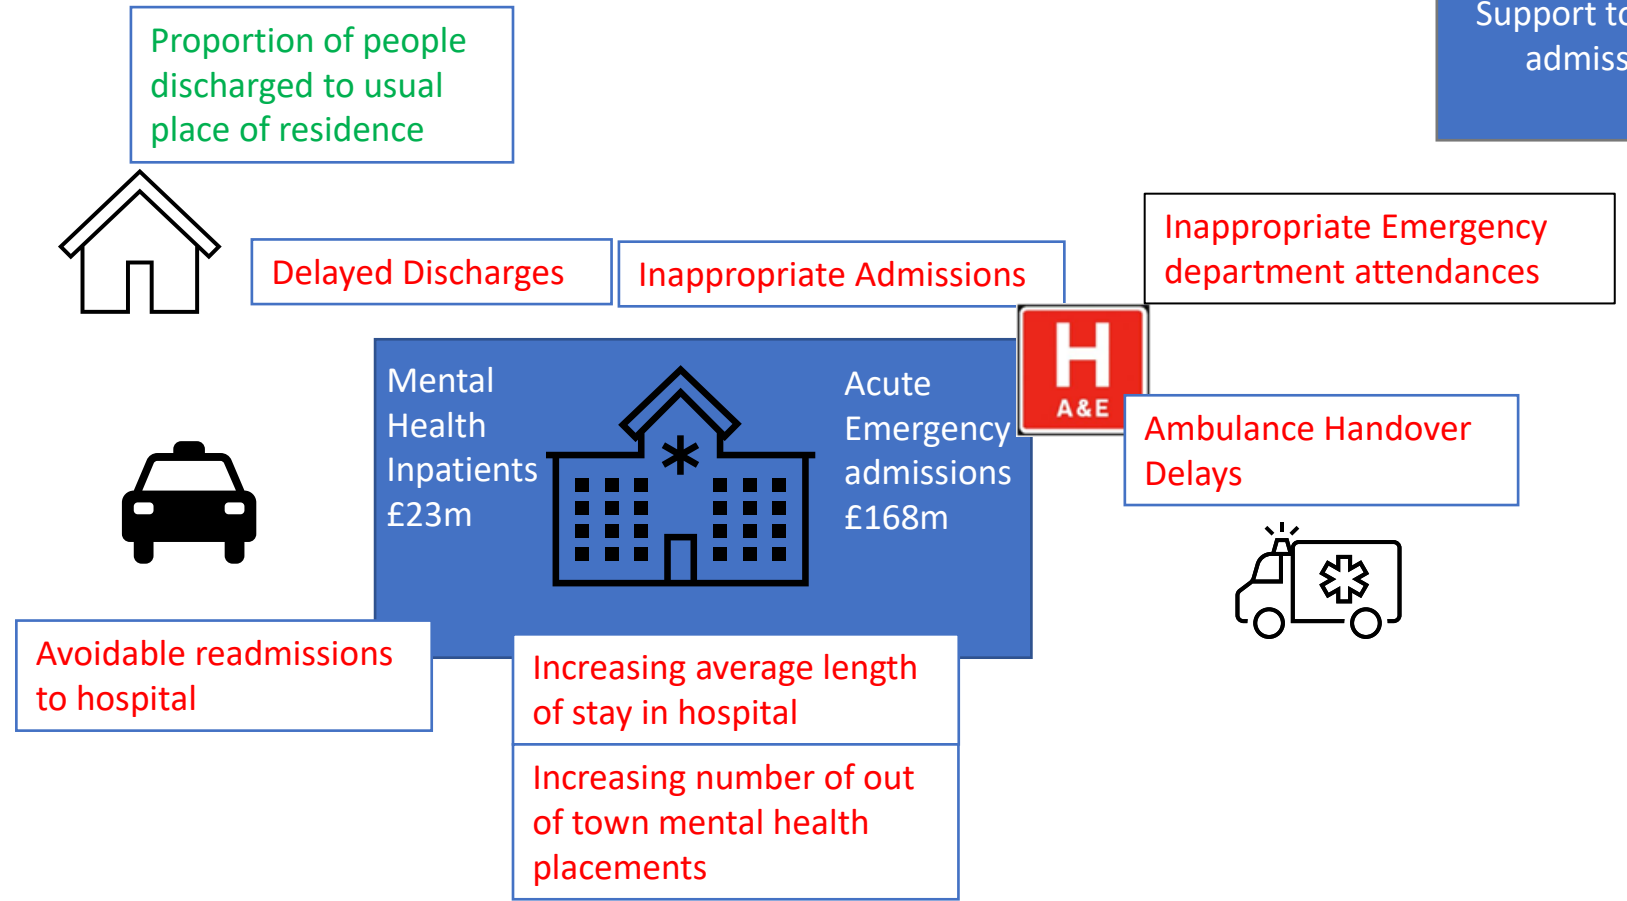 Proportion of people
discharged to usual
place of residence
Support
admiss
Inappropriate Emergency
department attendances
Delayed Discharges
Inappropriate Admissions
H
A&E
Mental
Health
Inpatients
£23m
Acute
Emergency
admissions
£168m
Ambulance Handover
Delays
Avoidable readmissions
to hospital
Increasing average length
of stay in hospital
Increasing number of out
of town mental health
placements